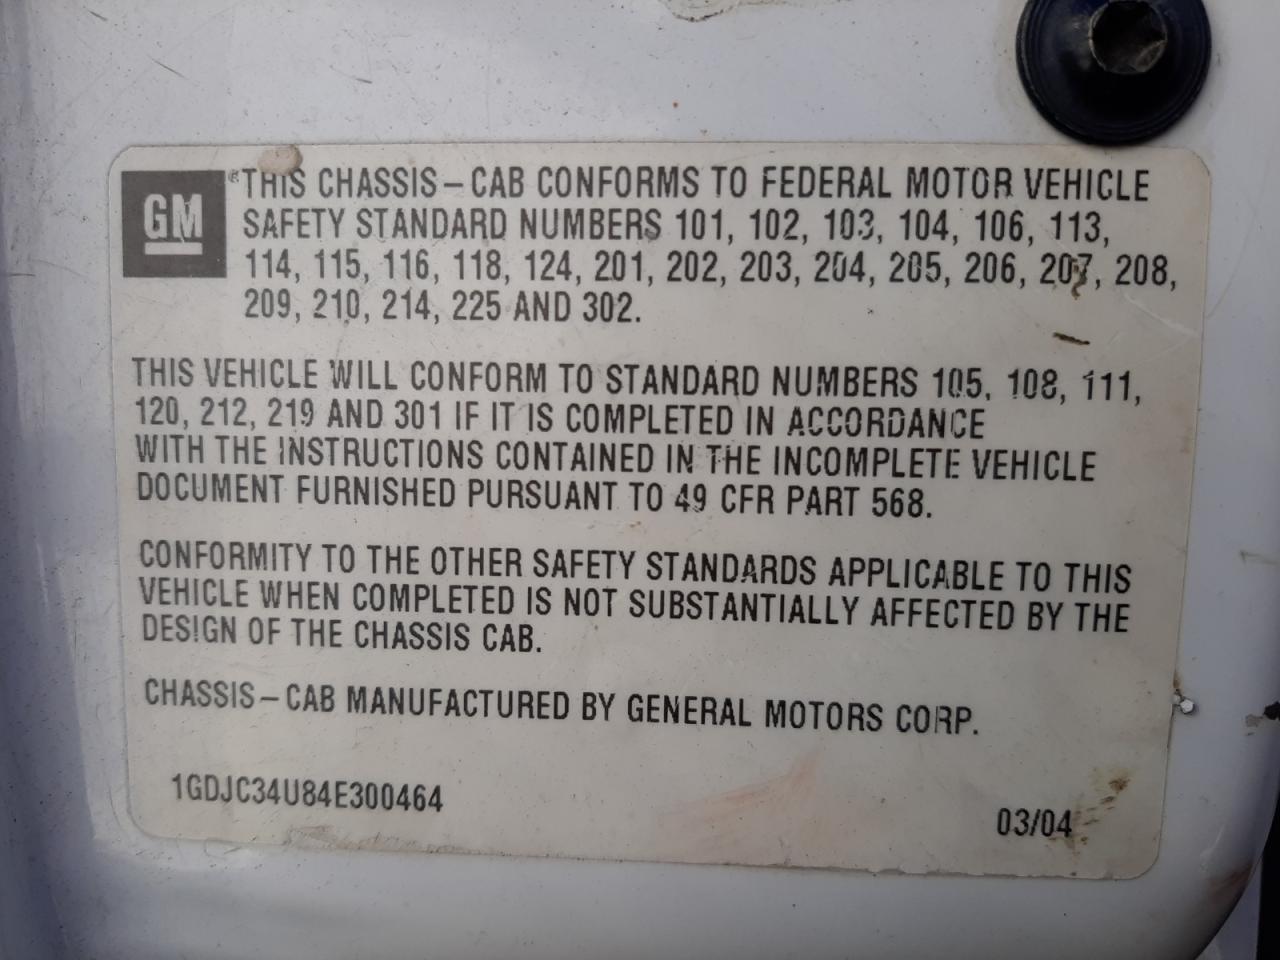 GM
®THIS CHASSIS-CAB CONFORMS TO FEDERAL MOTOR VEHICLE
SAFETY STANDARD NUMBERS 101, 102, 103, 104, 106, 113,
114, 115, 116, 118, 124, 201, 202, 203, 204, 205, 206, 207, 208,
209, 210, 214, 225 AND 302.
THIS VEHICLE WILL CONFORM TO STANDARD NUMBERS 105, 108, 111,
120, 212, 219 AND 301 IF IT IS COMPLETED IN ACCORDANCE
WITH THE INSTRUCTIONS CONTAINED IN THE INCOMPLETE VEHICLE
DOCUMENT FURNISHED PURSUANT TO 49 CFR PART 568.
CONFORMITY TO THE OTHER SAFETY STANDARDS APPLICABLE TO THIS
VEHICLE WHEN COMPLETED IS NOT SUBSTANTIALLY AFFECTED BY THE
DESIGN OF THE CHASSIS CAB.
CHASSIS-CAB MANUFACTURED BY GENERAL MOTORS CORP.
1GDJC34U84E300464
03/04